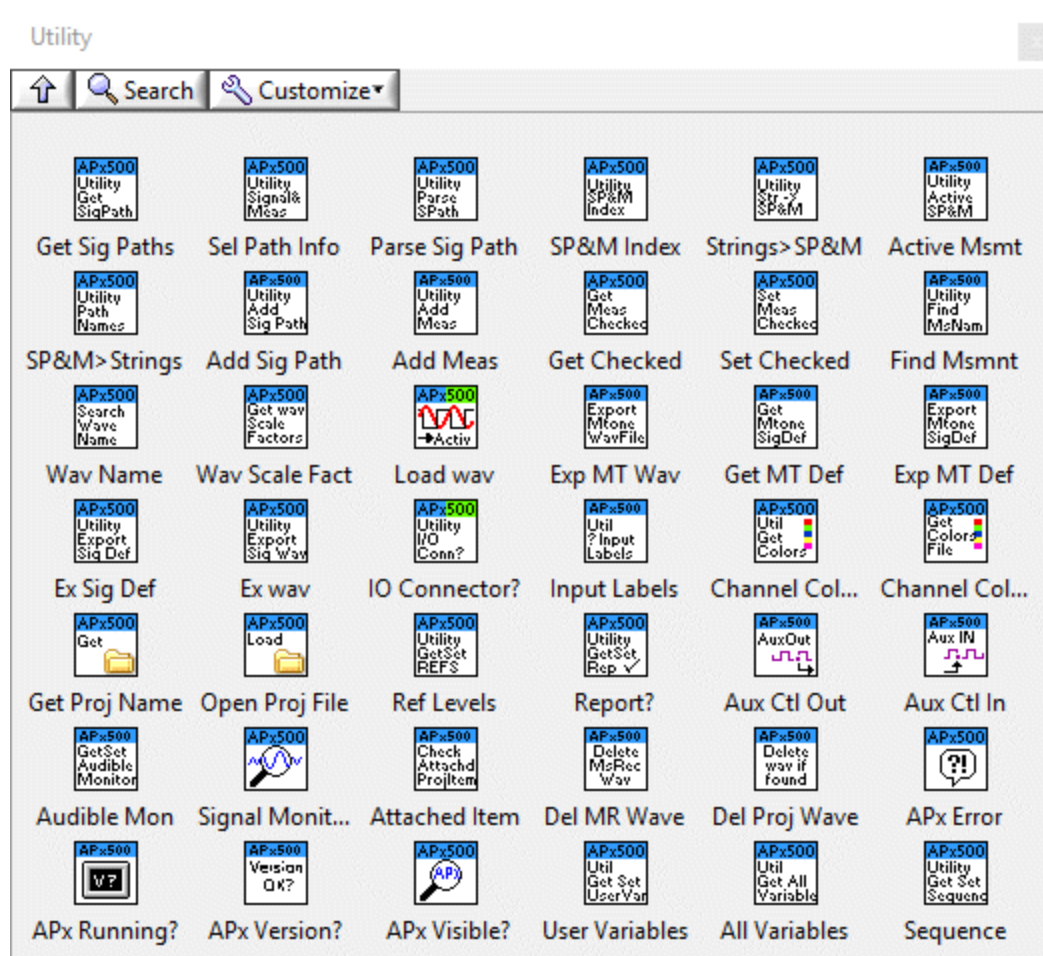 Utility
Search Customize
APx500 APx500 APx500 APx500 APx500 APx500
Utility Utility Utility Utility Utility Utility
Get Signal& Parse SP&M Str-> Active
SigPath Meas SPath Index SP&M SP&M
Get Sig Paths Sel Path Info Parse Sig Path SP&M Index Strings>SP&M Active Msmt
APx500 APx500 APx500 APx500 APx500 APx500
Utility Utility Utility Get Set Utility
Path Add Add Meas Meas Find
Names Sig Path Meas Checked Checked MsNam
SP&M>Strings Add Sig Path Add Meas Get Checked Set Checked Find Msmnt
APx500 APx500 APx500 APx500 APx500 APx500
Search Get wav Export Get Export
Wave Scale Mtone Mtone Mtone
Name Factors Activ WavFile SigDef SigDef
Wav Name Wav Scale Fact Load wav Exp MT Wav Get MT Def Exp MT Def
APx500 APx500 APx500 APx500 APx500 APx500
Utility Utility Utility Util Util Get
Export Export I/O ?Input Get Colors
Sig Def Sig Wav Conn? Labels Colors File
Ex Sig Def Ex wav IO Connector? Input Labels Channel Col... Channel Col...
APx500 APx500 APx500 APx500 APx500 APx500
Get Load Utility Utility AuxOut Aux IN
GetSet GetSet
REFS Rep
Get Proj Name Open Proj File Ref Levels Report? Aux Ctl Out Aux Ctl In
APx500 APx500 APx500 APx500 APx500 APx500
GetSet Check Delete Delete ?!
Audible Attachd MsRec wav if
Monitor ProjItem Wav found
Audible Mon Signal Monit... Attached Item Del MR Wave Del Proj Wave APx Error
APx500 APx500 APx500 APx500 APx500 APx500
V? Version APx Util Util Utility
OK? Get Set Get All Get Set
UserVar Variable Sequenc
APx Running? APx Version? APx Visible? User Variables All Variables Sequence